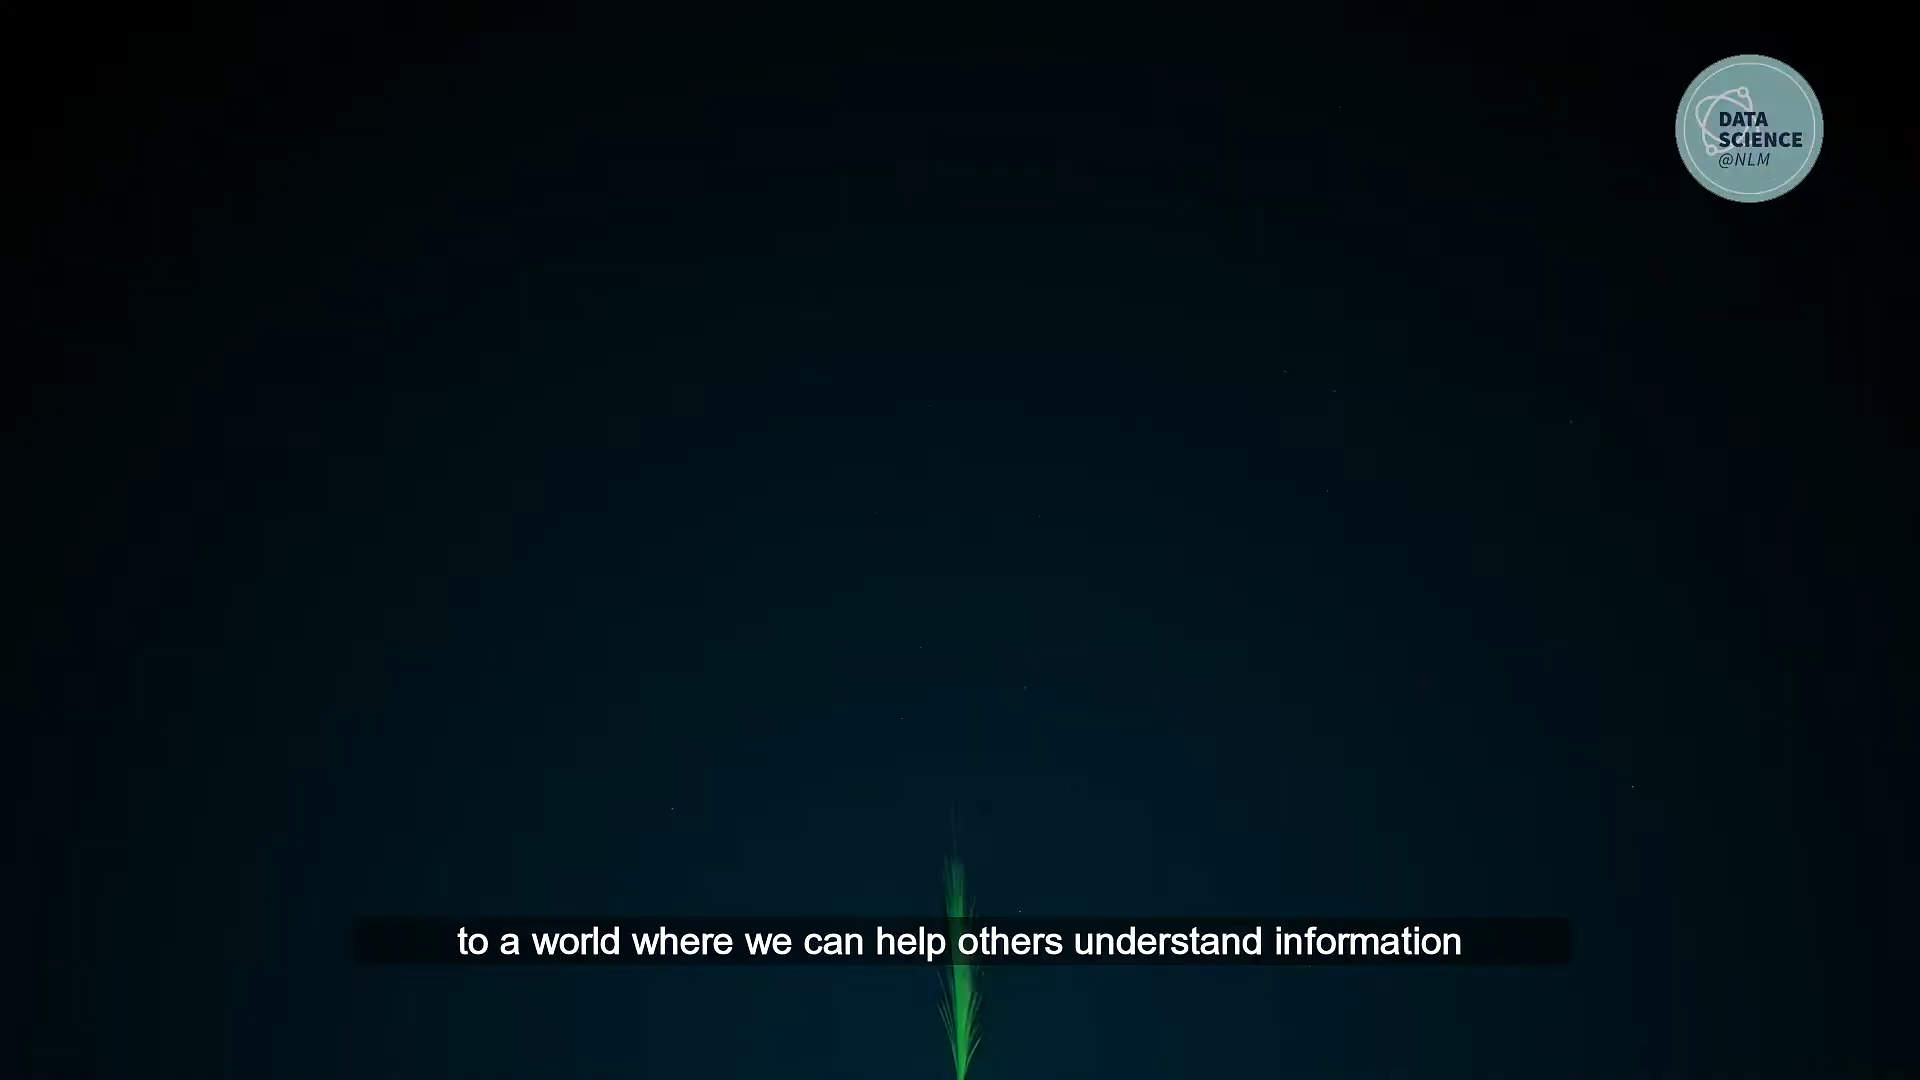 DATA
SCIENCE
@NLM
to a world where we can help others understand information